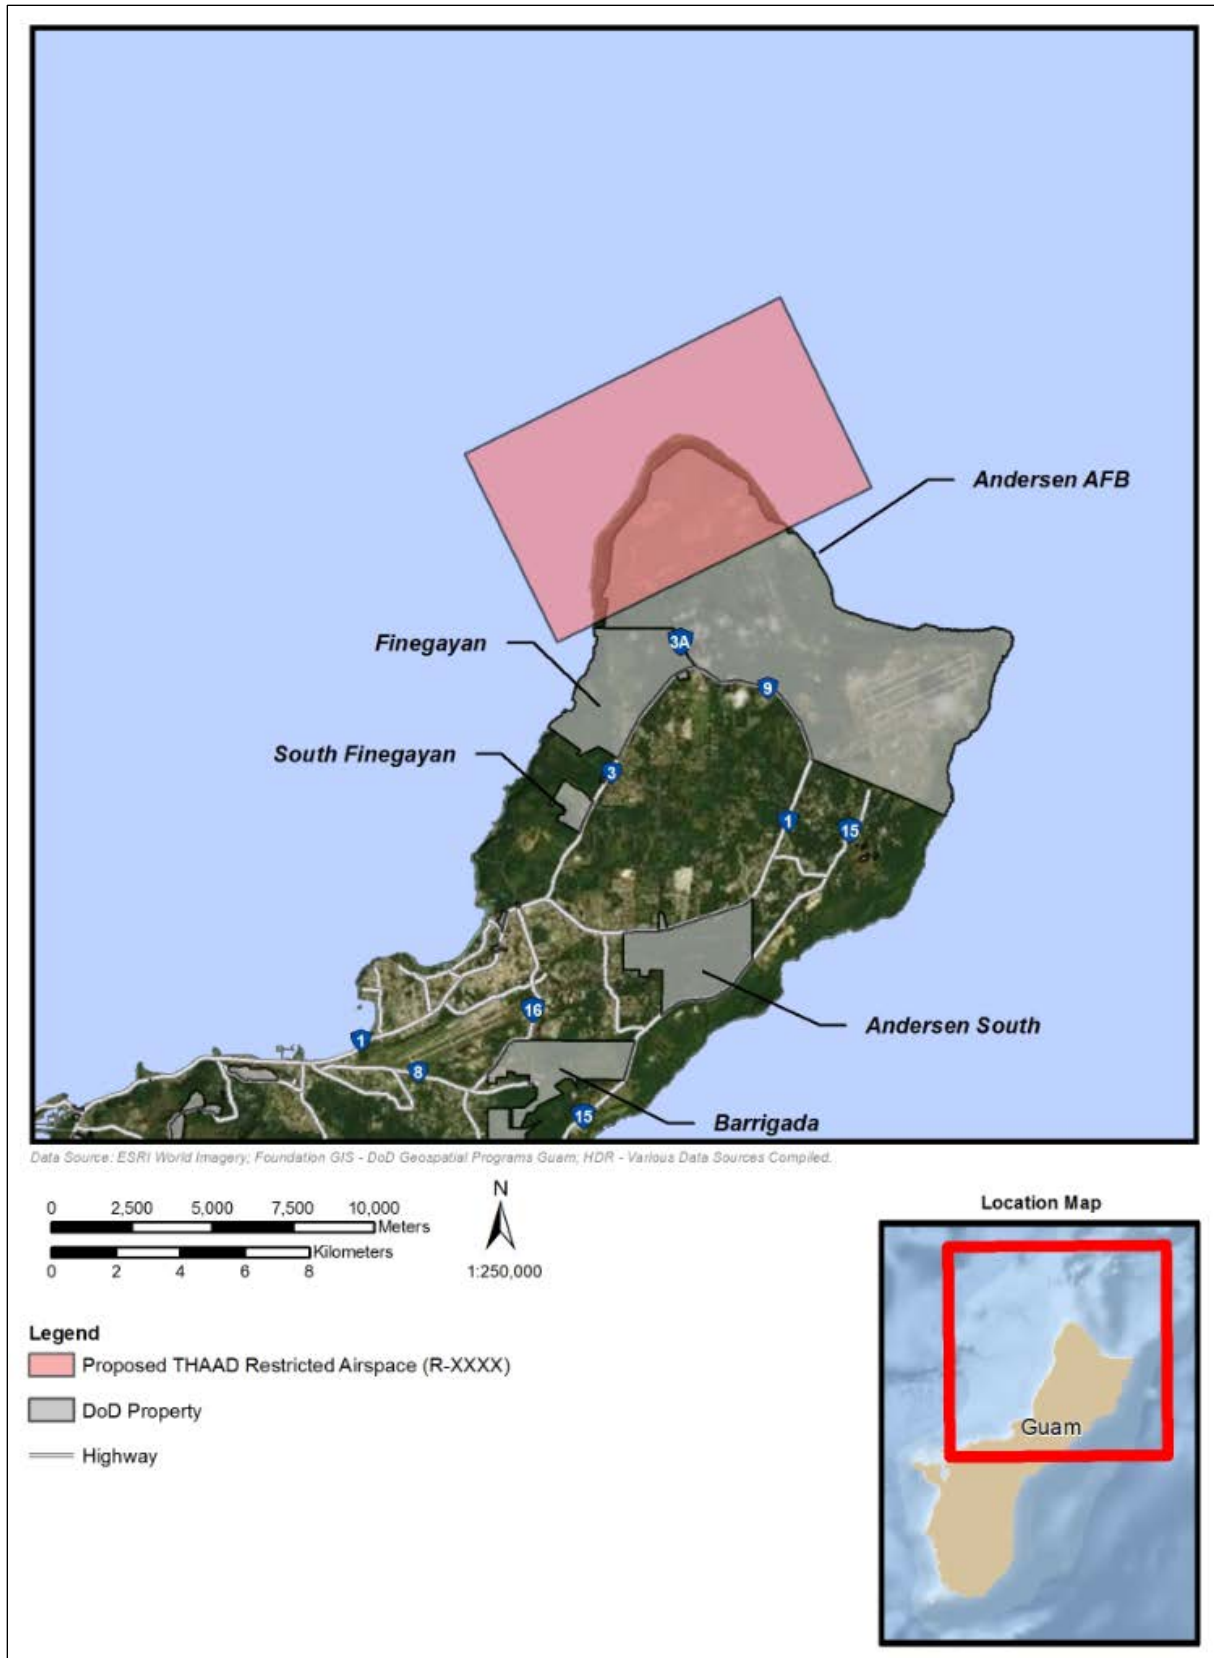 Andersen AFB
Finegayan
3A
9
South Finegayan
3
1
15
16
Andersen South
1
8
15
Barrigada
Data Source: ESRI World Imagery; Foundation GIS - DoD Geospatial Programs Guam; HDR - Various Data Sources Compiled.
0 2,500 5,000 7,500 10,000
Meters
Kilometers
0 2 4 6 8
N
1:250,000
Location Map
Guam
Legend
Proposed THAAD Restricted Airspace (R-XXXX)
DoD Property
Highway